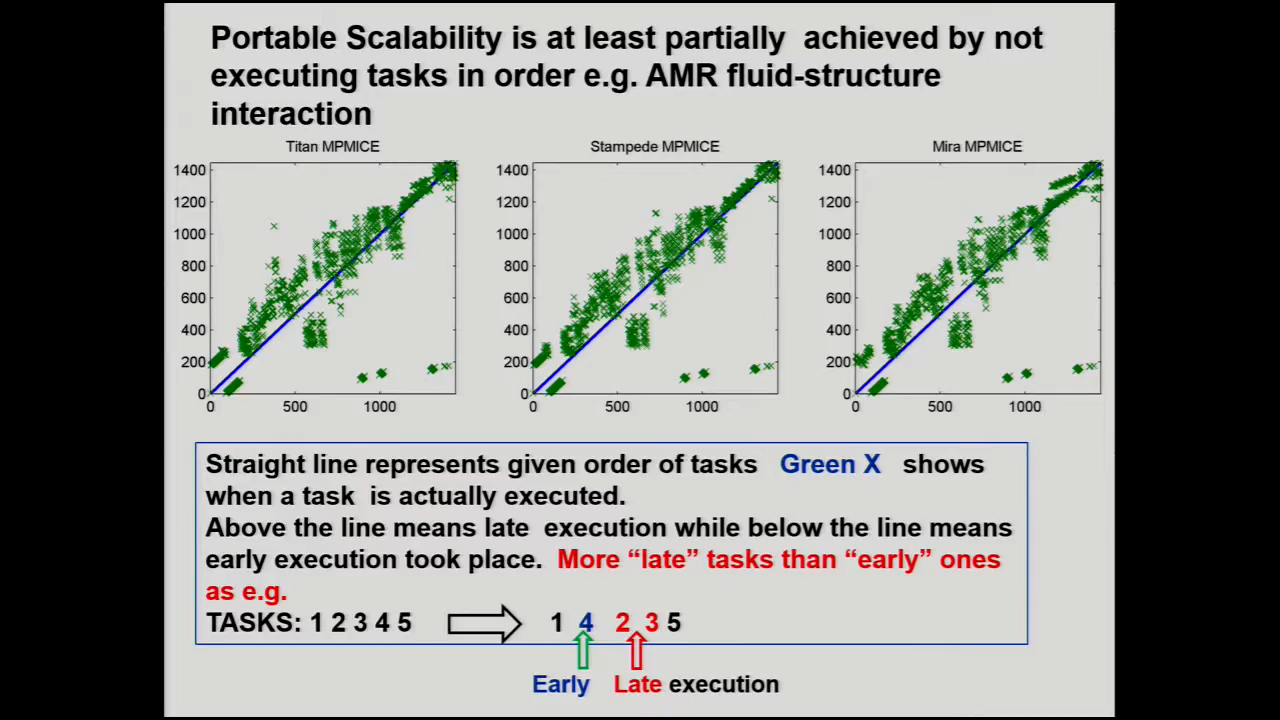 Portable Scalability is at least partially achieved by not
executing tasks in order e.g. AMR fluid-structure
interaction
Titan MPMICE
Stampede MPMICE
Mira MPMICE
1400
1200
1000
800
600
400
200
0
0 500 1000
1400
1200
1000
800
600
400
200
0
0 500 1000
1400
1200
1000
800
600
400
200
0
0 500 1000
Straight line represents given order of tasks Green X shows
when a task is actually executed.
Above the line means late execution while below the line means
early execution took place. More “late” tasks than “early” ones
as e.g.
TASKS: 1 2 3 4 5 1 4 2 3 5
Early Late execution